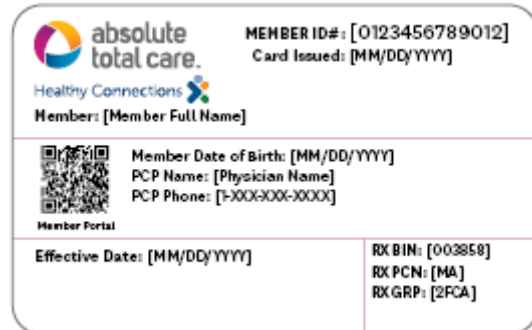 absolute
total care.
MEMBER ID#: [0123456789012]
Card Issued: [MM/DD/YYYY]
Healthy Connections
Member: [Member Full Name]
Member Date of Birth: [MM/DD/YYYY]
PCP Name: [Physician Name]
PCP Phone: [1-XXX-XXX-XXXX]
Member Portal
Effective Date: [MM/DD/YYYY]
RX BIN: [003858]
RX PCN: [MA]
RX GRP: [2FCA]